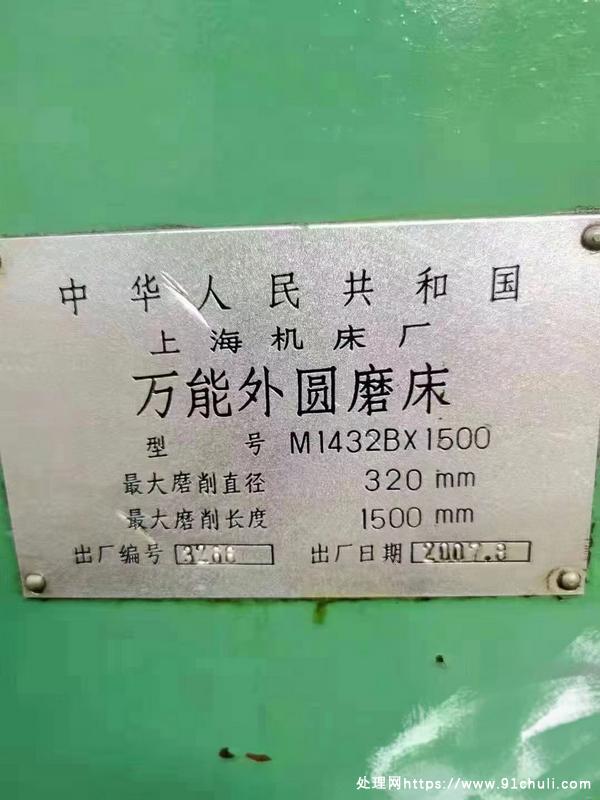 中华人民共和国
上海机床厂
万能外圆磨床
型号 M1432BX1500
最大磨削直径 320 mm
最大磨削长度 1500 mm
出厂编号 出厂日期 2007.8
处理网https://www.91chuli.com